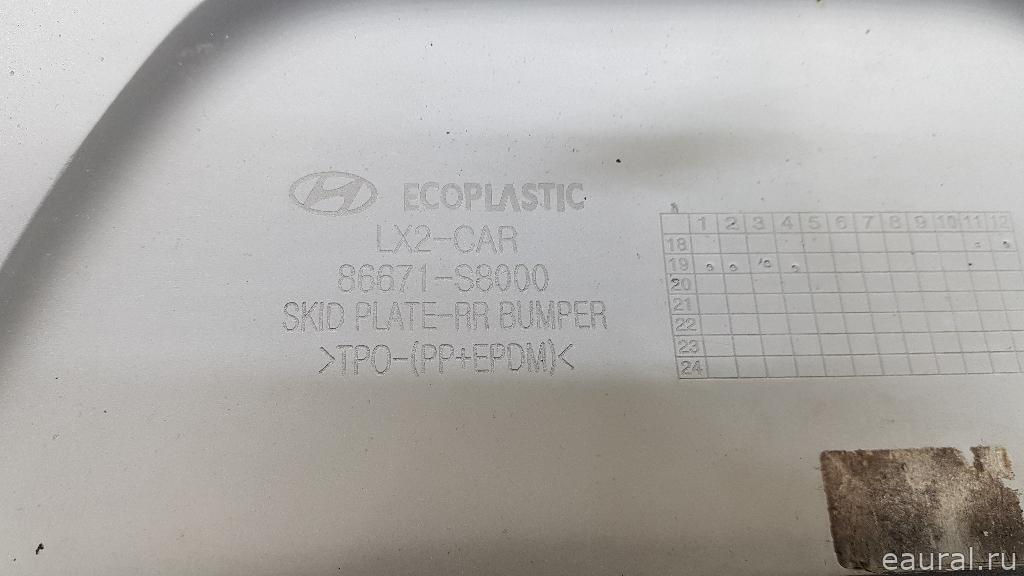 ECOPLASTIC
LX2-CAR
86671-S8000
SKID PLATE-RR BUMPER
>TPO-(PP+EPDM)<
1 2 3 4 5 6 7 8 9 10 11 12
18
19
20
21
22
23
24
eaural.ru